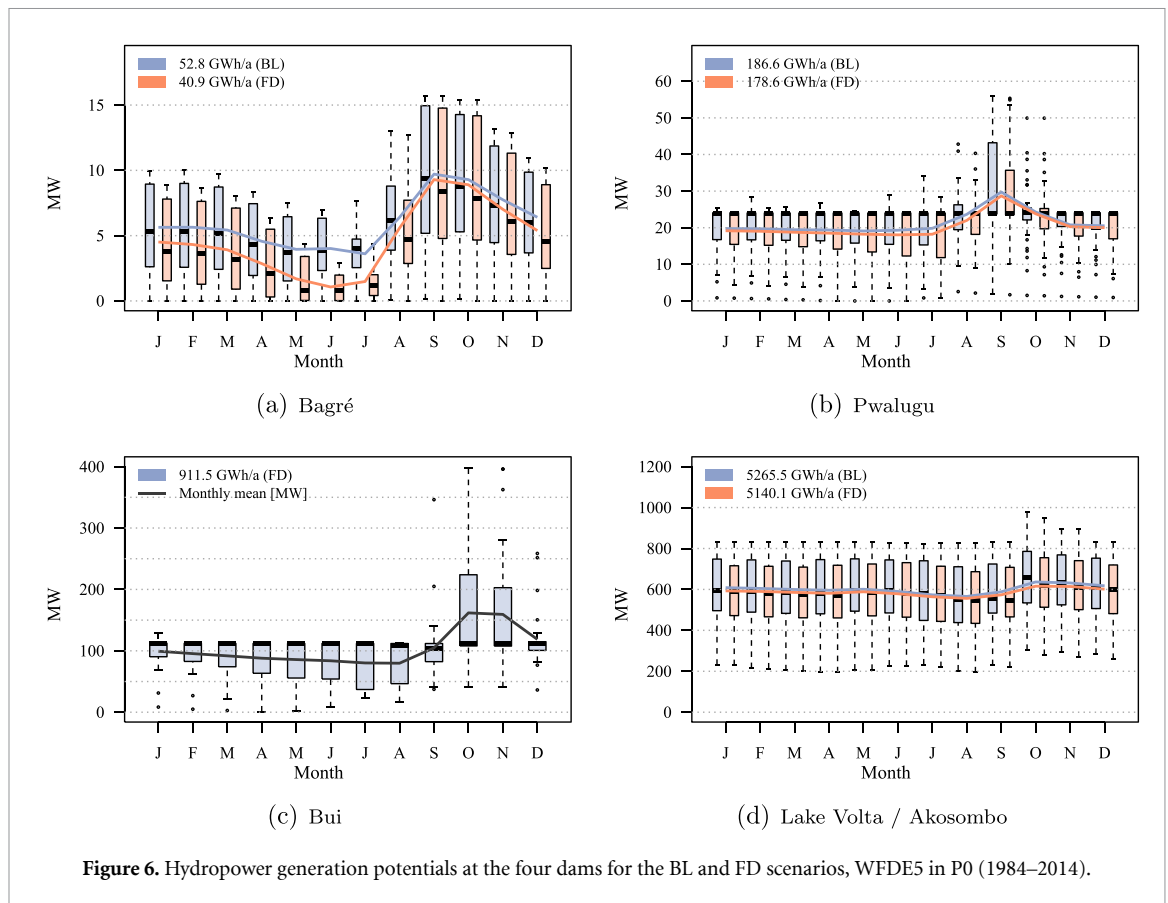 52.8 GWh/a (BL)
40.9 GWh/a (FD)
MW
15
10
5
0
J F M A M J J A S O N D
Month
(a) Bagré
186.6 GWh/a (BL)
178.6 GWh/a (FD)
MW
60
50
40
30
20
10
0
J F M A M J J A S O N D
Month
(b) Pwalugu
911.5 GWh/a (FD)
Monthly mean [MW]
MW
400
300
200
100
0
J F M A M J J A S O N D
Month
(c) Bui
5265.5 GWh/a (BL)
5140.1 GWh/a (FD)
MW
1200
1000
800
600
400
200
0
J F M A M J J A S O N D
Month
(d) Lake Volta / Akosombo
Figure 6. Hydropower generation potentials at the four dams for the BL and FD scenarios, WFDE5 in P0 (1984–2014).